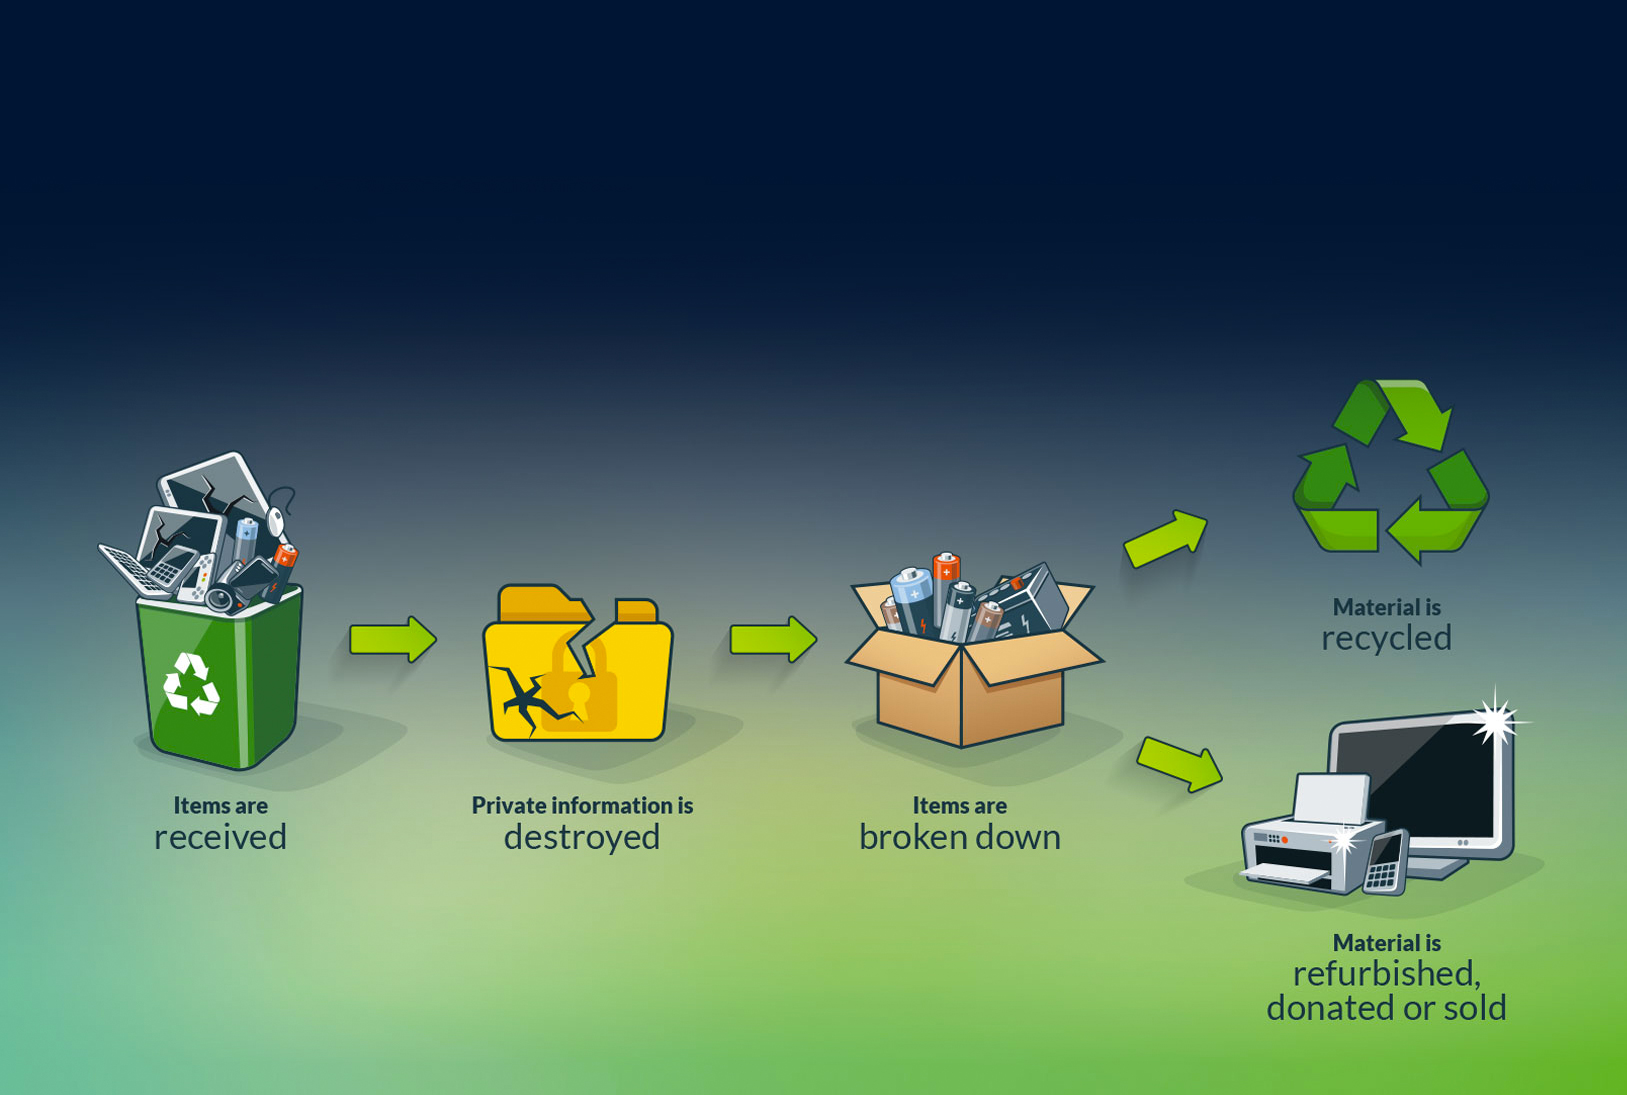 Items are
received
Private information is
destroyed
Items are
broken down
Material is
recycled
Material is
refurbished,
donated or sold